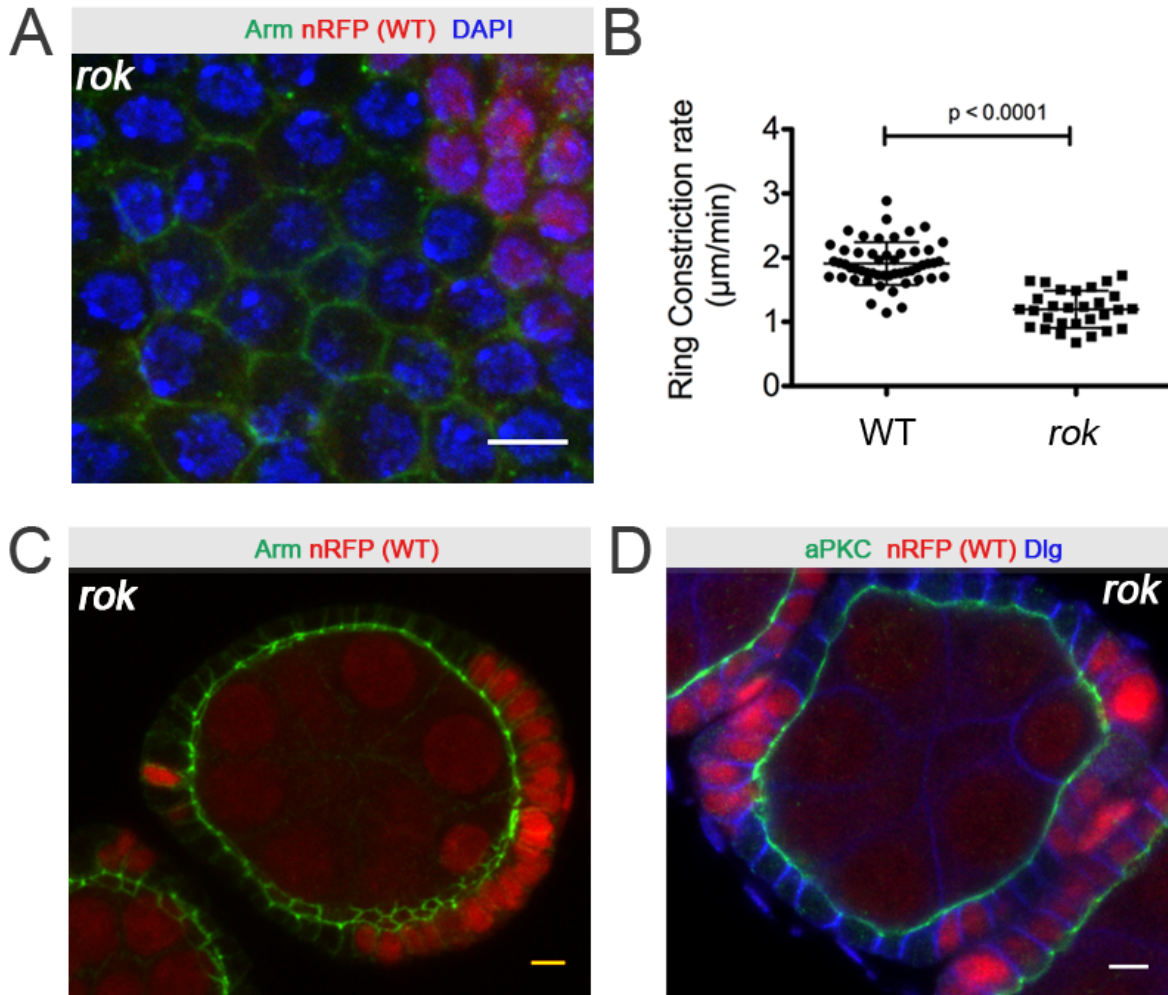 A
Arm nRFP (WT) DAPI
rok
B
p < 0.0001
Ring Constriction rate
(µm/min)
4
3
2
1
0
WT
rok
C
Arm nRFP (WT)
rok
D
aPKC nRFP (WT) Dlg
rok